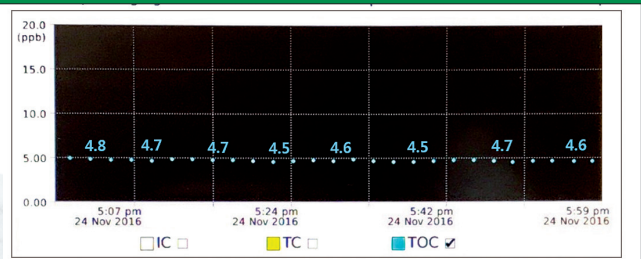 20.0
(ppb)
15.0
10.0
5.00
0.00
4.8 4.7 4.7 4.5 4.6 4.5 4.7 4.6
5:07 pm 5:24 pm 5:42 pm 5:59 pm
24 Nov 2016 24 Nov 2016 24 Nov 2016 24 Nov 2016
IC TC TOC